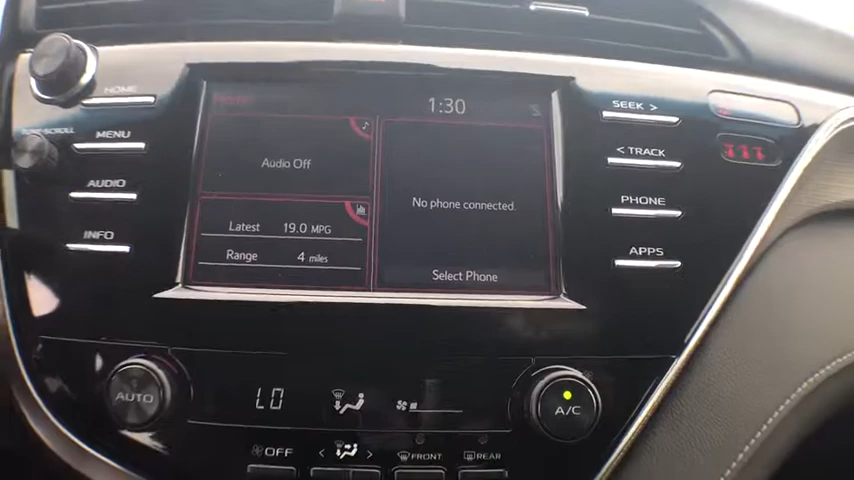 HOME
MENU
TUNE·SCROLL
AUDIO
INFO
HOME
1:30
Audio Off
Latest 19.0 MPG
Range 4 miles
No phone connected.
Select Phone
SEEK >
< TRACK
PHONE
APPS
AUTO
LO
A/C
OFF
FRONT
REAR